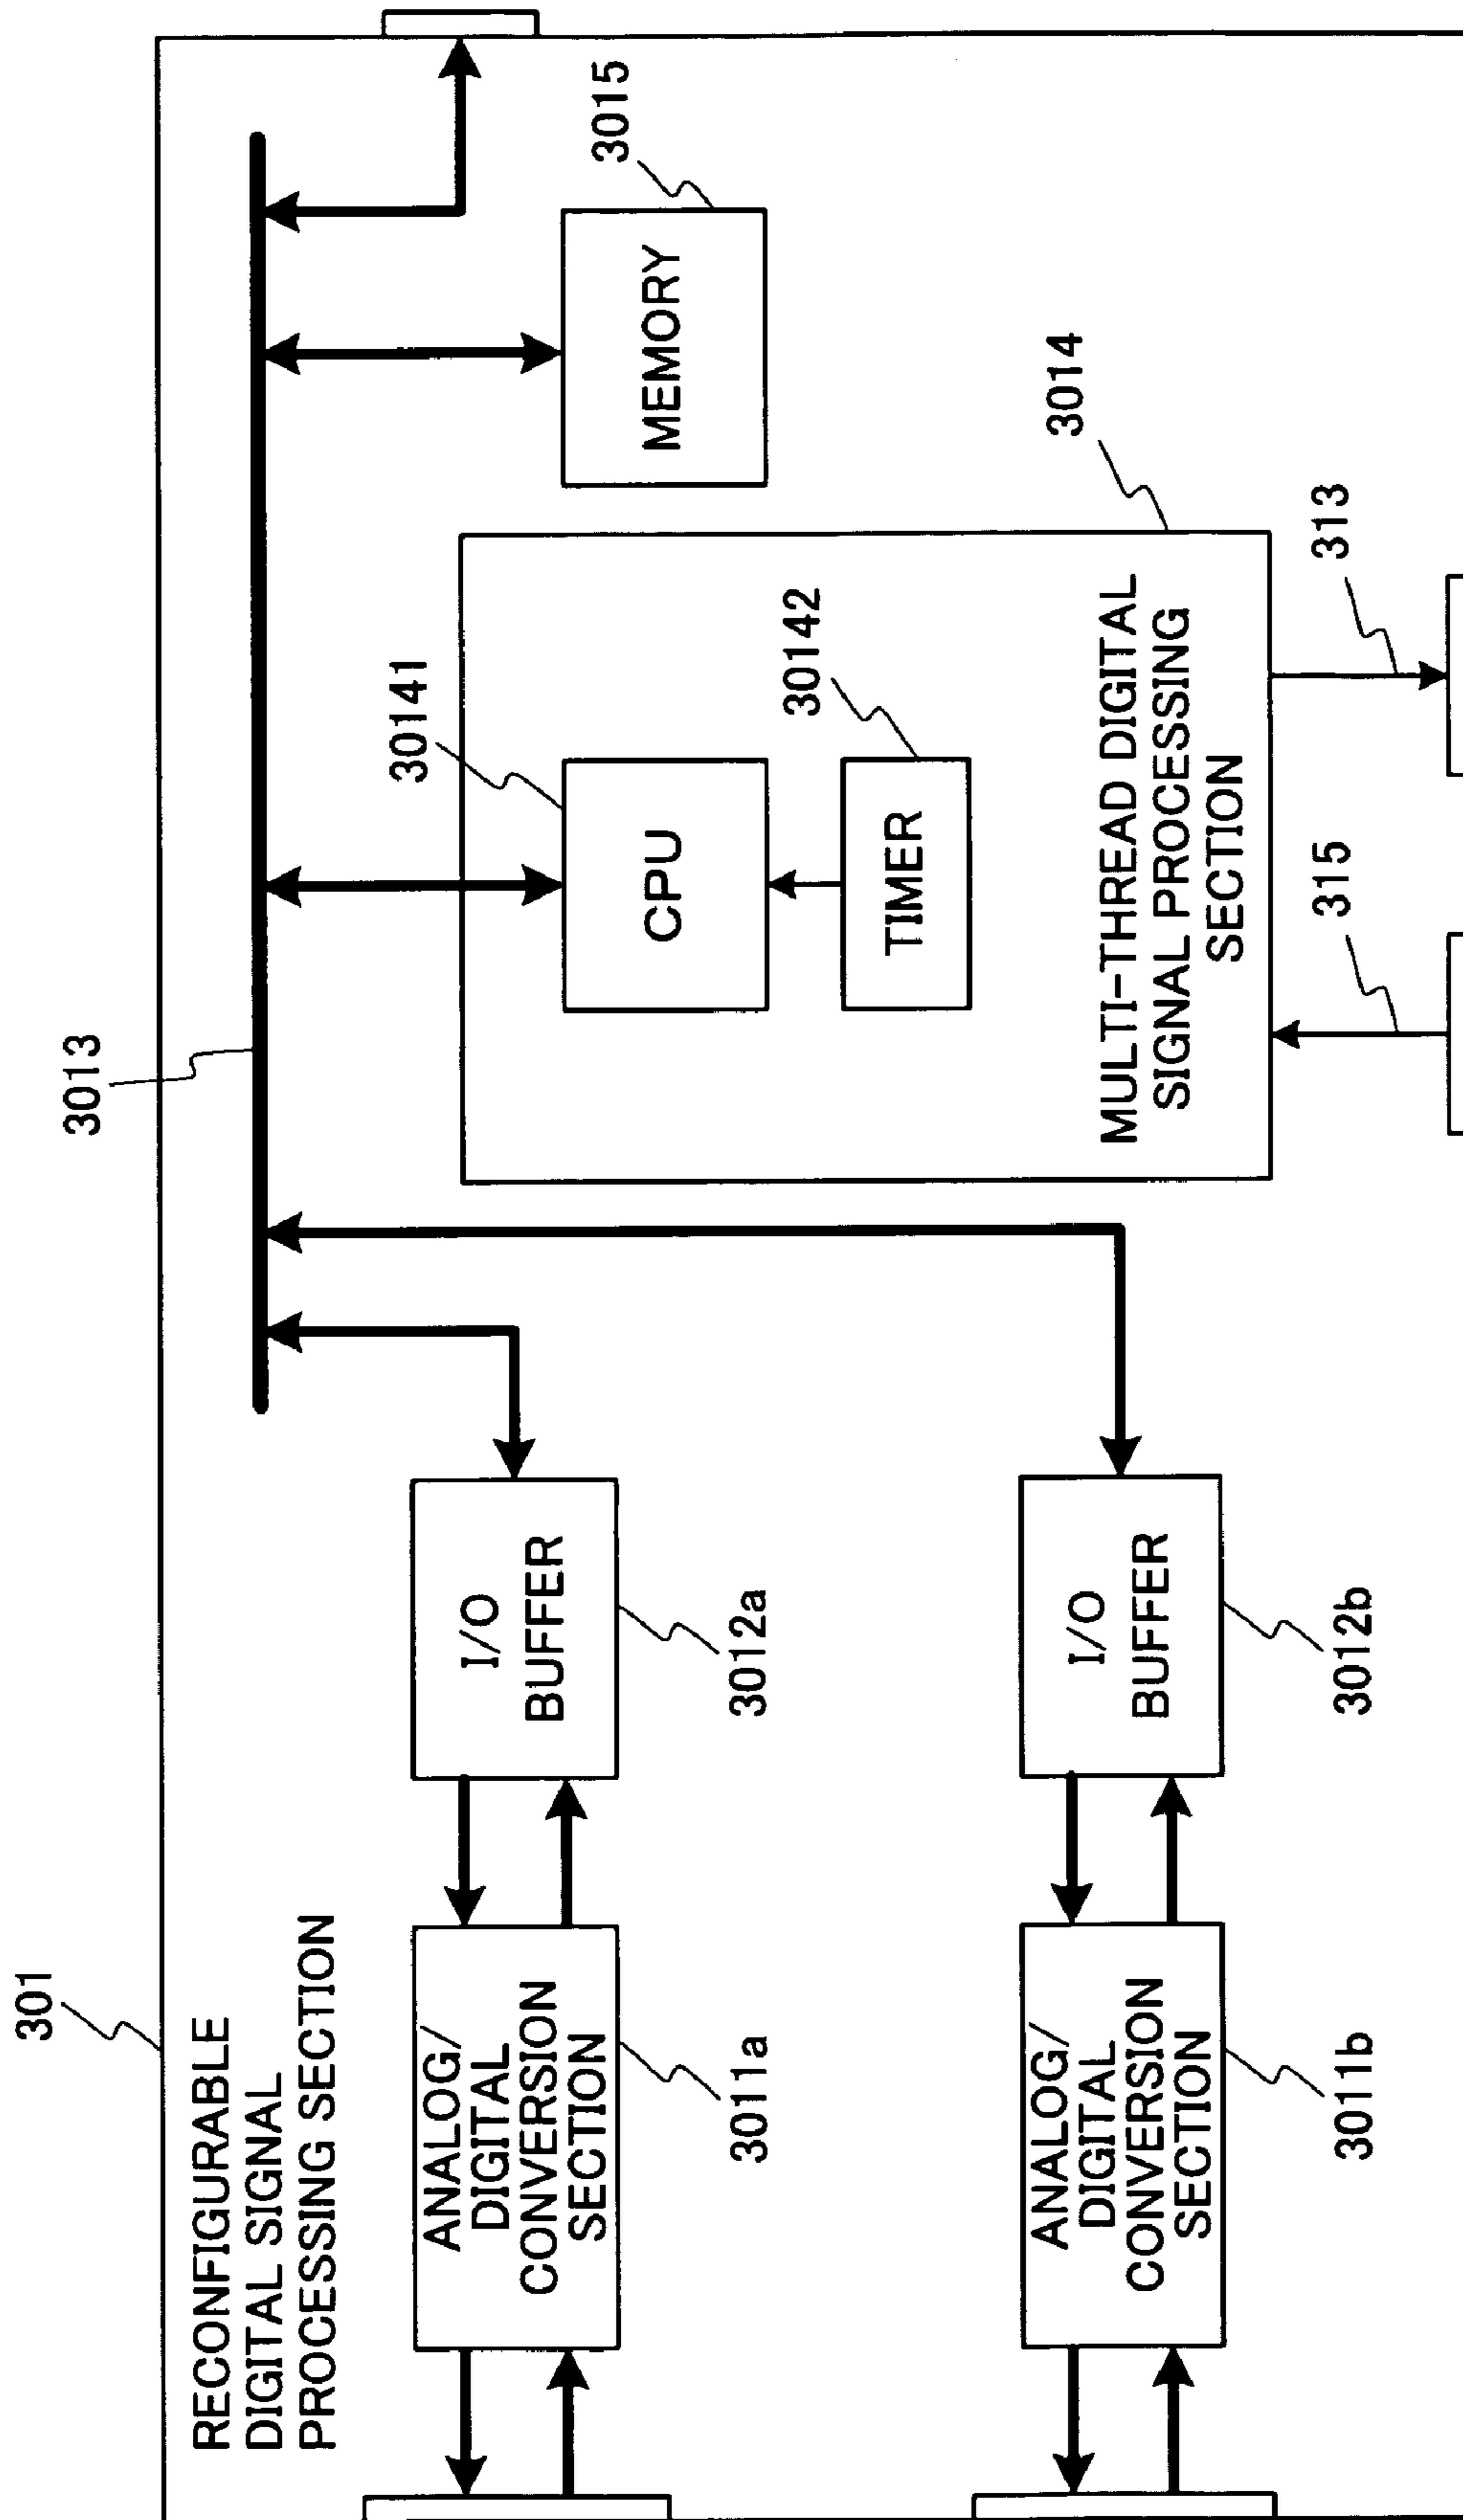 301
RECONFIGURABLE
DIGITAL SIGNAL
PROCESSING SECTION
3013
ANALOG/
DIGITAL
CONVERSION
SECTION
3011a
I/O
BUFFER
3012a
30141
CPU
30142
TIMER
MULTI-THREAD DIGITAL
SIGNAL PROCESSING
SECTION
3014
MEMORY
3015
ANALOG/
DIGITAL
CONVERSION
SECTION
3011b
I/O
BUFFER
3012b
315
313